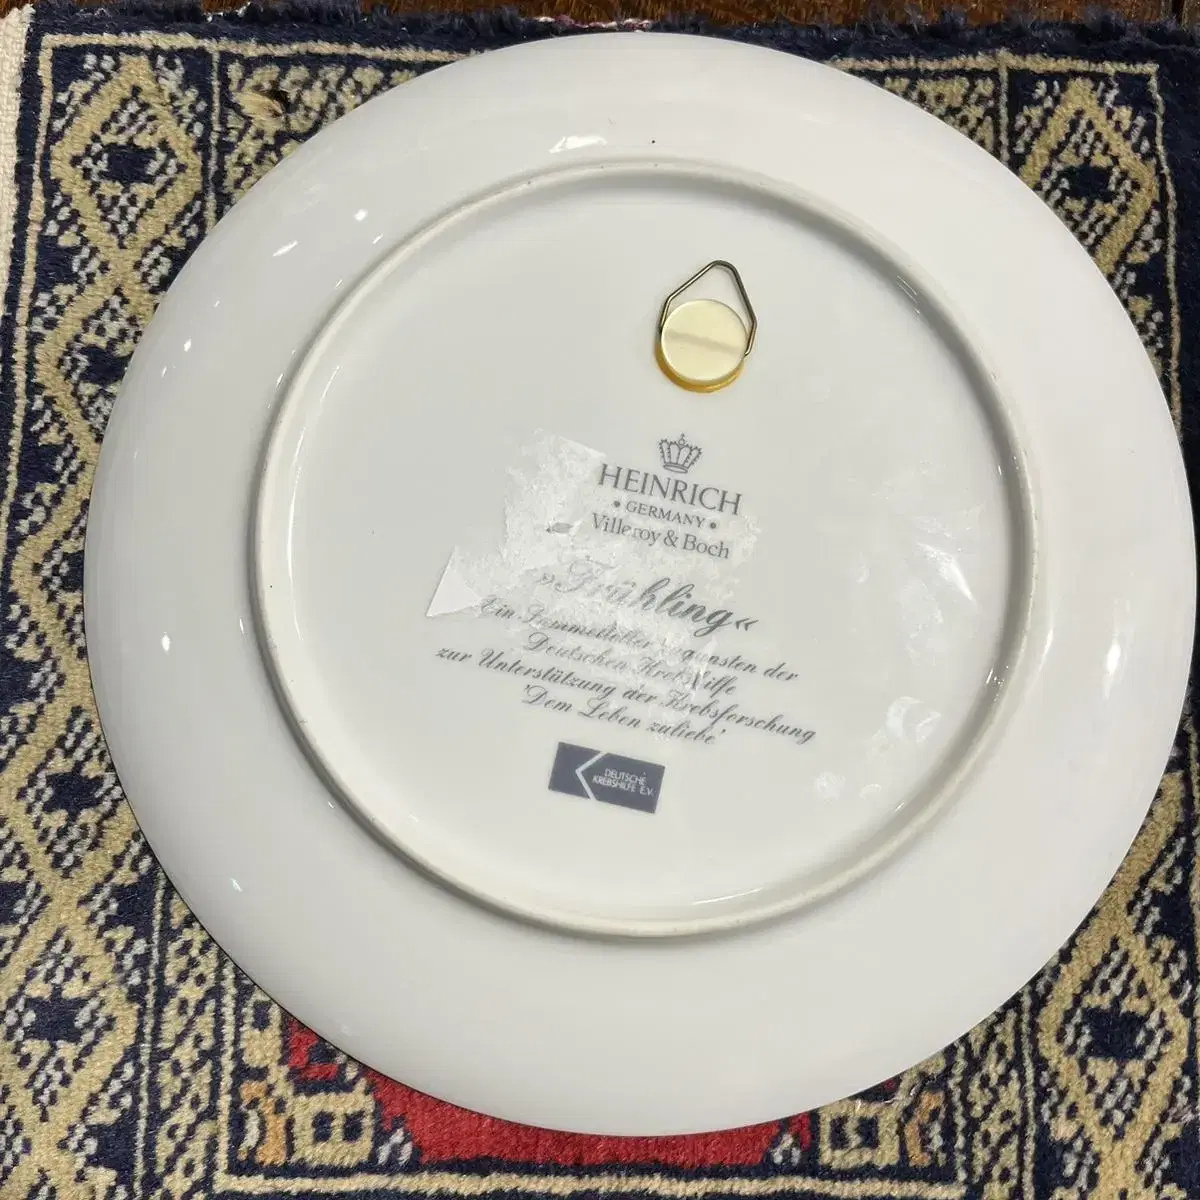 HEINRICH
• GERMANY •
Villeroy & Boch
»Frühling«
Ein Sammelteller zugunsten der
Deutschen Krebshilfe
zur Unterstützung der Krebsforschung
'Dem Leben zuliebe'
DEUTSCHE
KREBSHILFE E.V.